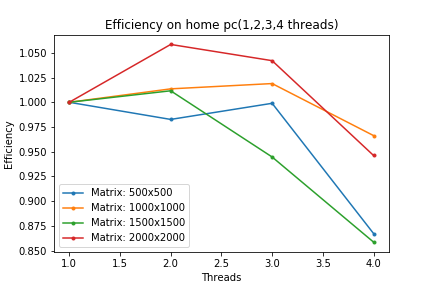 Efficiency on home pc(1,2,3,4 threads)
1.050
1.025
1.000
0.975
0.950
0.925
0.900
0.875
0.850
Efficiency
Matrix: 500x500
Matrix: 1000x1000
Matrix: 1500x1500
Matrix: 2000x2000
1.0 1.5 2.0 2.5 3.0 3.5 4.0
Threads